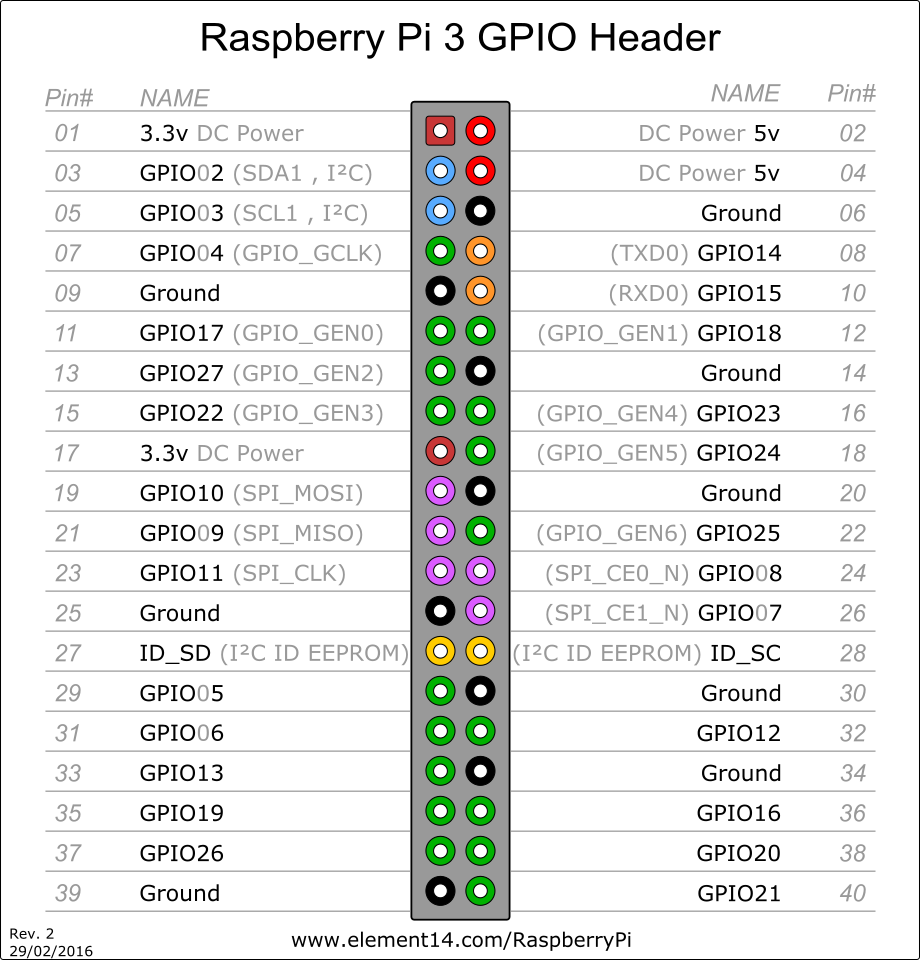 Raspberry Pi 3 GPIO Header
Pin# NAME NAME Pin#
01 3.3v DC Power DC Power 5v 02
03 GPIO02 (SDA1 , I²C) DC Power 5v 04
05 GPIO03 (SCL1 , I²C) Ground 06
07 GPIO04 (GPIO_GCLK) (TXD0) GPIO14 08
09 Ground (RXD0) GPIO15 10
11 GPIO17 (GPIO_GEN0) (GPIO_GEN1) GPIO18 12
13 GPIO27 (GPIO_GEN2) Ground 14
15 GPIO22 (GPIO_GEN3) (GPIO_GEN4) GPIO23 16
17 3.3v DC Power (GPIO_GEN5) GPIO24 18
19 GPIO10 (SPI_MOSI) Ground 20
21 GPIO09 (SPI_MISO) (GPIO_GEN6) GPIO25 22
23 GPIO11 (SPI_CLK) (SPI_CE0_N) GPIO08 24
25 Ground (SPI_CE1_N) GPIO07 26
27 ID_SD (I²C ID EEPROM) (I²C ID EEPROM) ID_SC 28
29 GPIO05 Ground 30
31 GPIO06 GPIO12 32
33 GPIO13 Ground 34
35 GPIO19 GPIO16 36
37 GPIO26 GPIO20 38
39 Ground GPIO21 40
Rev. 2
29/02/2016
www.element14.com/RaspberryPi